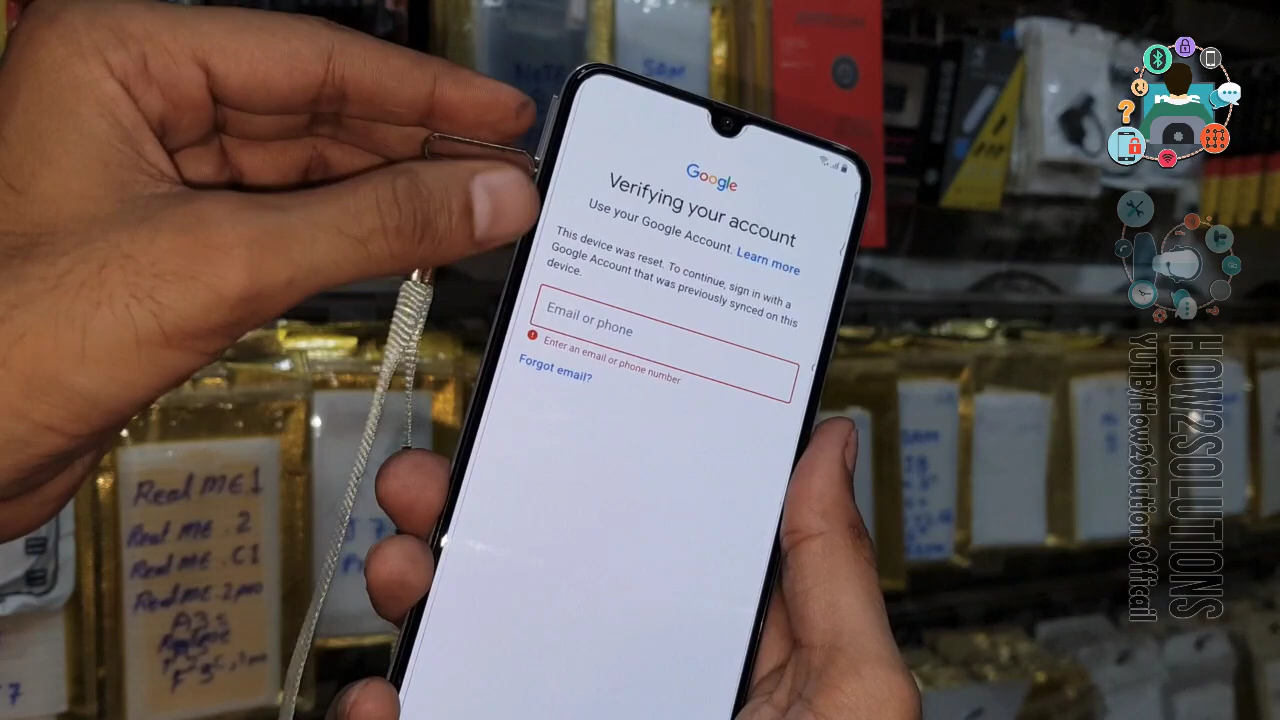 Google
Verifying your account
Use your Google Account. Learn more
This device was reset. To continue, sign in with a
Google Account that was previously synced on this
device.
Email or phone
Enter an email or phone number
Forgot email?
Real ME 1
Real ME . 2
Real ME . C1
Real ME . 2 pro
A3s
SAM
HOW2SOLUTIONS
YUTB/How2SolutionsOfficail